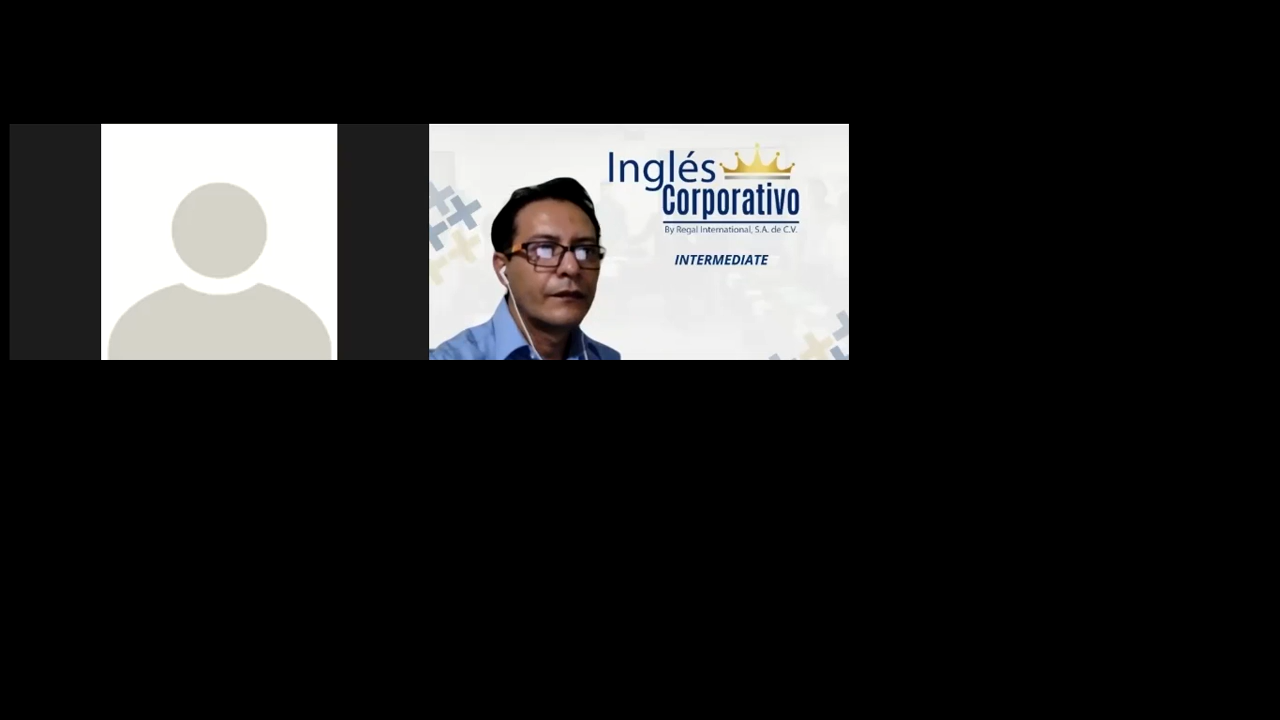 Inglés
Corporativo
By Regal International, S.A. de C.V.
INTERMEDIATE